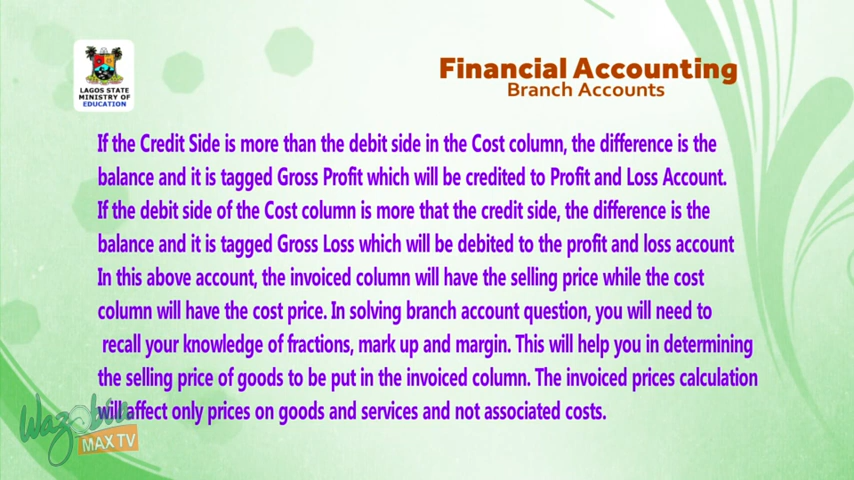 LAGOS STATE
MINISTRY OF
EDUCATION
Financial Accounting
Branch Accounts
If the Credit Side is more than the debit side in the Cost column, the difference is the
balance and it is tagged Gross Profit which will be credited to Profit and Loss Account.
If the debit side of the Cost column is more that the credit side, the difference is the
balance and it is tagged Gross Loss which will be debited to the profit and loss account
In this above account, the invoiced column will have the selling price while the cost
column will have the cost price. In solving branch account question, you will need to
recall your knowledge of fractions, mark up and margin. This will help you in determining
the selling price of goods to be put in the invoiced column. The invoiced prices calculation
will affect only prices on goods and services and not associated costs.
Wazobia
MAX TV